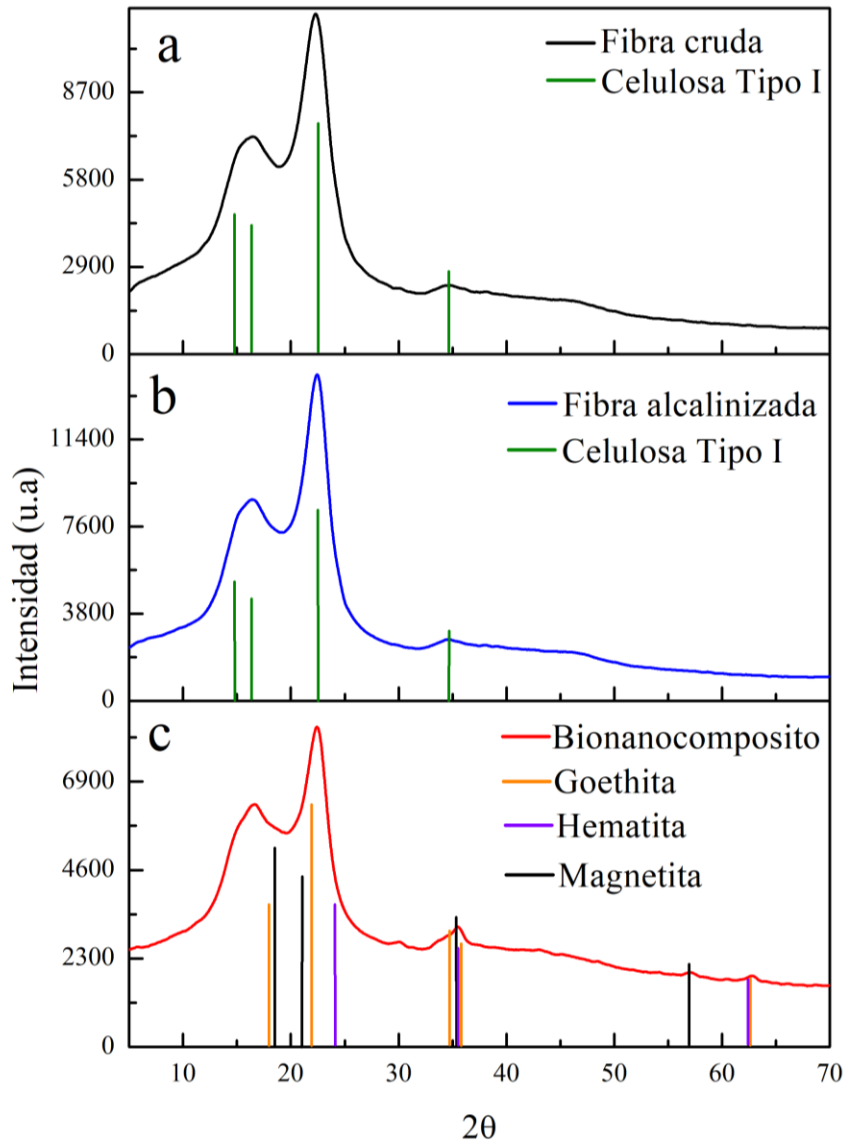 a
Fibra cruda
Celulosa Tipo I
8700
5800
2900
0
b
Fibra alcalinizada
Celulosa Tipo I
11400
7600
3800
0
Intensidad (u.a)
c
Bionanocomposito
Goethita
Hematita
Magnetita
6900
4600
2300
0
10 20 30 40 50 60 70
2θ